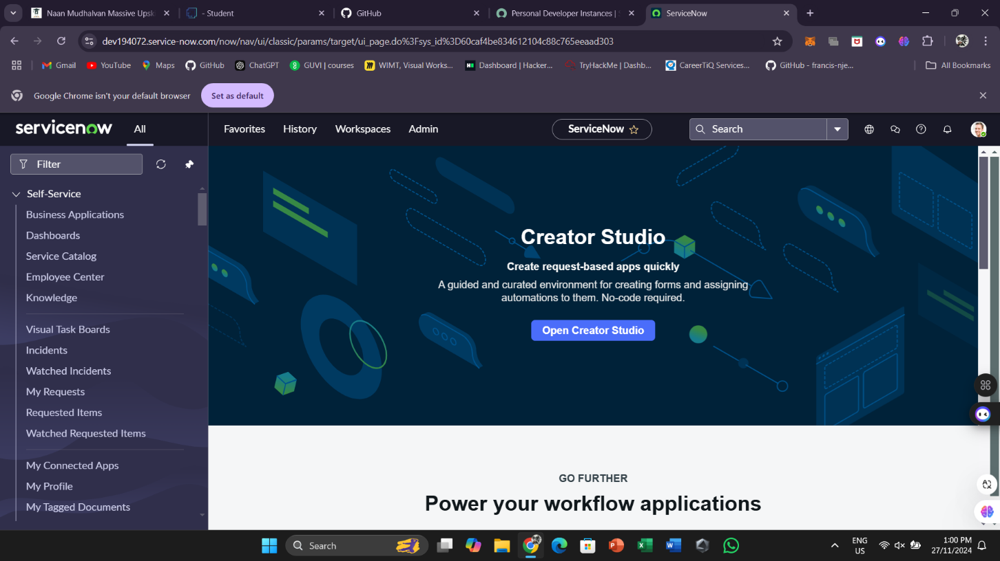 Naan Mudhalvan Massive Upsk
- Student
GitHub
Personal Developer Instances | S
ServiceNow
dev194072.service-now.com/now/nav/ui/classic/params/target/ui_page.do%3Fsys_id%3D60caf4be834612104c88c765eeaad303
Gmail
YouTube
Maps
GitHub
ChatGPT
GUVI | courses
WIMT, Visual Works...
Dashboard | Hacker...
TryHackMe | Dashb...
CareerTiQ Services...
GitHub - francis-nje...
All Bookmarks
Google Chrome isn't your default browser
Set as default
servicenow
All
Favorites
History
Workspaces
Admin
ServiceNow
Search
Filter
Self-Service
Business Applications
Dashboards
Service Catalog
Employee Center
Knowledge
Visual Task Boards
Incidents
Watched Incidents
My Requests
Requested Items
Watched Requested Items
My Connected Apps
My Profile
My Tagged Documents
Creator Studio
Create request-based apps quickly
A guided and curated environment for creating forms and assigning
automations to them. No-code required.
Open Creator Studio
GO FURTHER
Power your workflow applications
Search
ENG
US
1:00 PM
27/11/2024